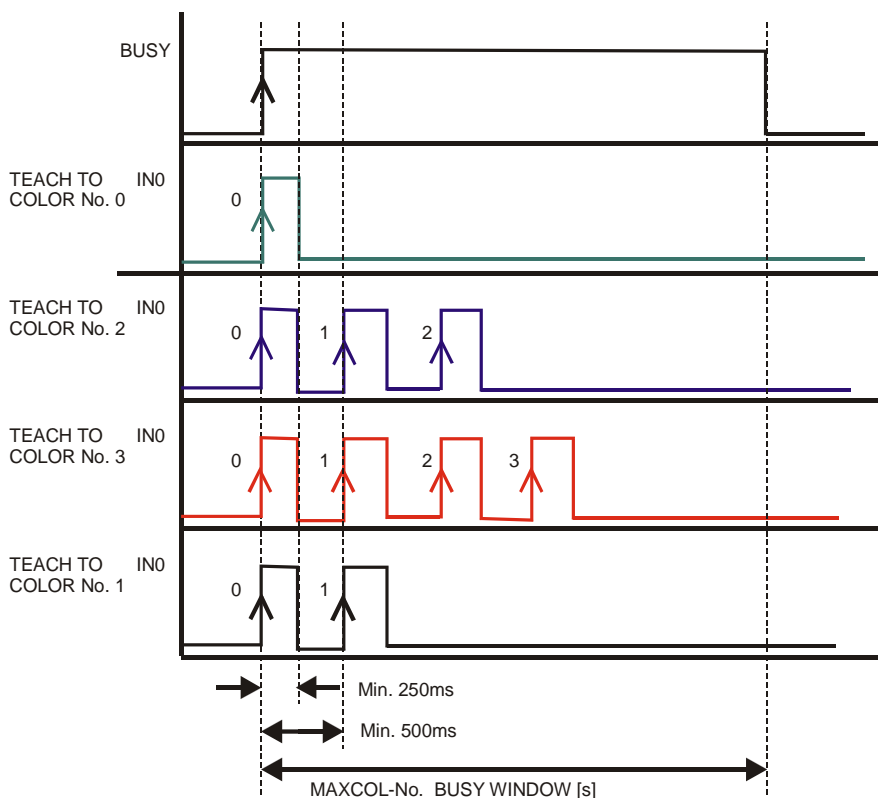 BUSY
TEACH TO IN0
COLOR No. 0 0
TEACH TO IN0
COLOR No. 2 0 1 2
TEACH TO IN0
COLOR No. 3 0 1 2 3
TEACH TO IN0
COLOR No. 1 0 1
Min. 250ms
Min. 500ms
MAXCOL-No. BUSY WINDOW [s]